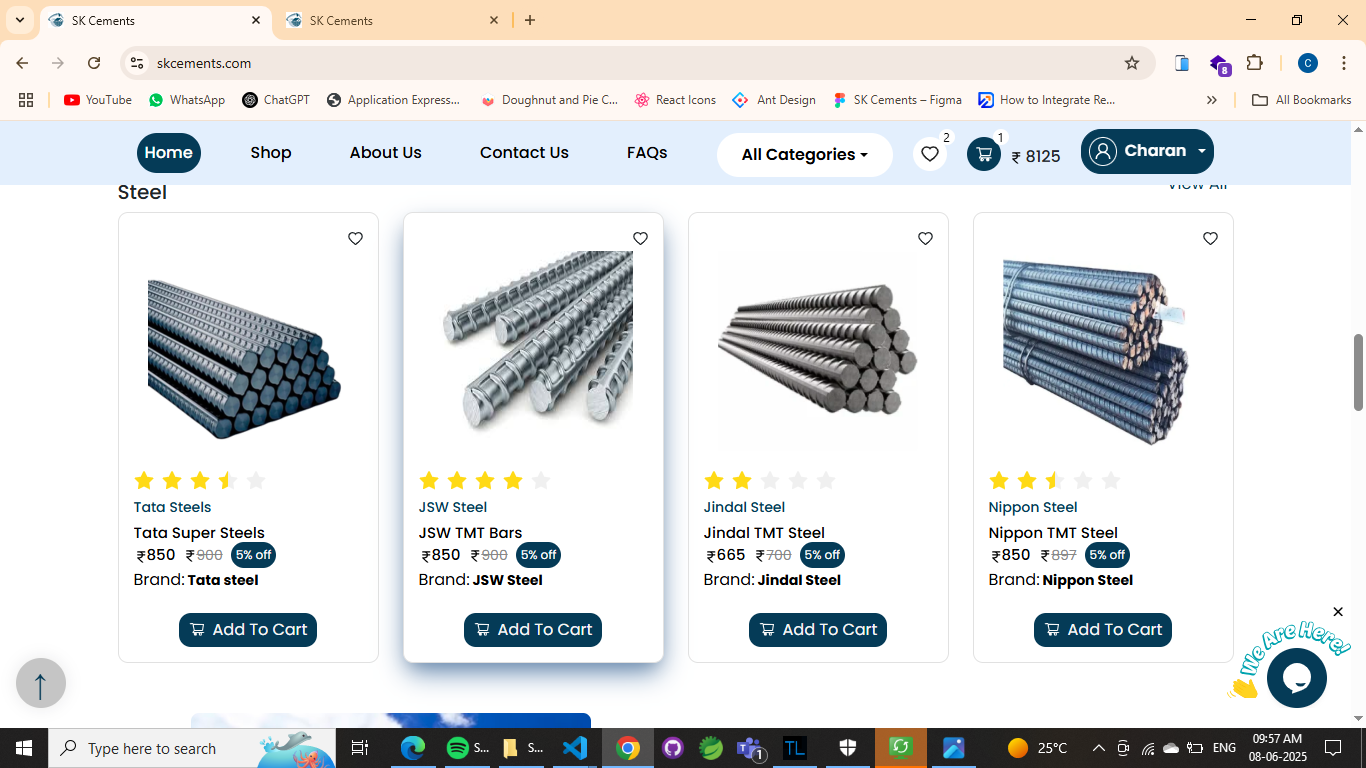 SK Cements
SK Cements
skcements.com
8
C
YouTube WhatsApp ChatGPT Application Express... Doughnut and Pie C... React Icons Ant Design SK Cements – Figma How to Integrate Re... All Bookmarks
Home Shop About Us Contact Us FAQs All Categories 2 1 ₹ 8125 Charan
Steel View All
Tata Steels
Tata Super Steels
₹850 ₹900 5% off
Brand: Tata steel
Add To Cart
JSW Steel
JSW TMT Bars
₹850 ₹900 5% off
Brand: JSW Steel
Add To Cart
Jindal Steel
Jindal TMT Steel
₹665 ₹700 5% off
Brand: Jindal Steel
Add To Cart
Nippon Steel
Nippon TMT Steel
₹850 ₹897 5% off
Brand: Nippon Steel
Add To Cart
We Are Here!
Type here to search
S...
S...
1
TL
25°C
ENG
09:57 AM
08-06-2025